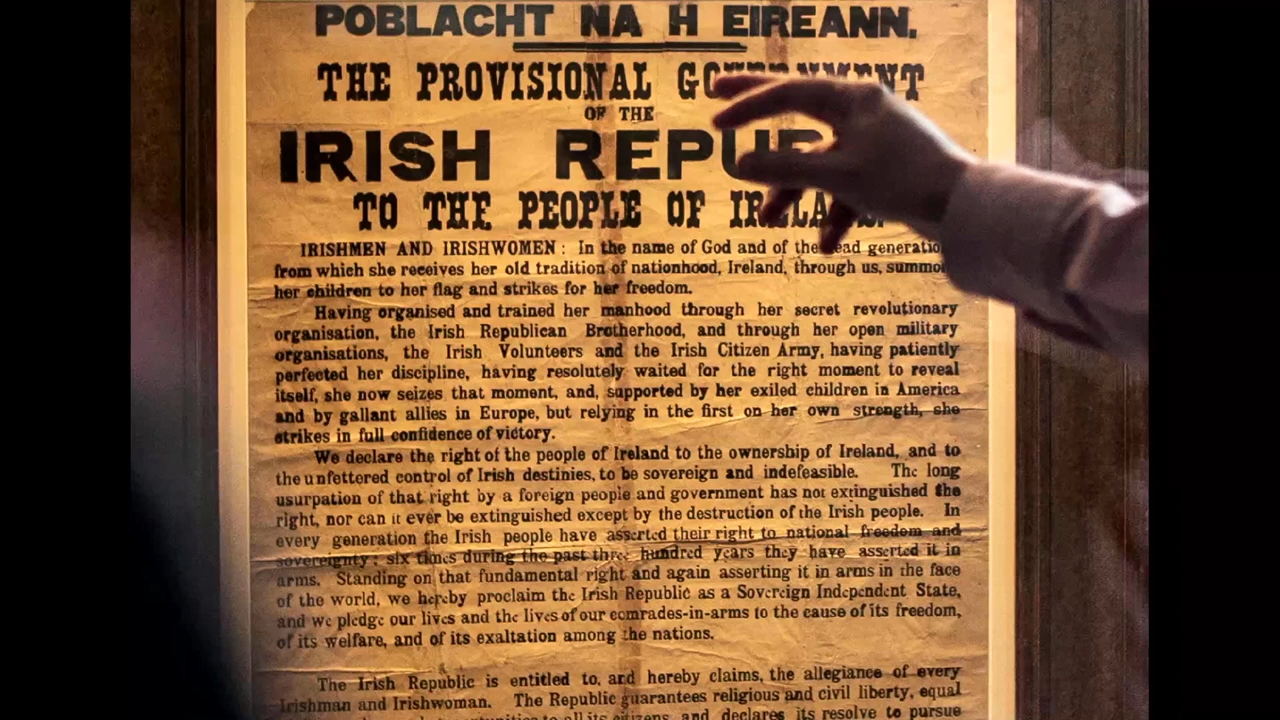 POBLACHT NA H EIREANN.
THE PROVISIONAL GOVERNMENT
OF THE
IRISH REPU
TO THE PEOPLE OF IRELAND.
IRISHMEN AND IRISHWOMEN : In the name of God and of the dead generatio
from which she receives her old tradition of nationhood, Ireland, through us, summo
her children to her flag and strikes for her freedom.
Having organised and trained her manhood through her secret revolutionary
organisation, the Irish Republican Brotherhood, and through her open military
organisations, the Irish Volunteers and the Irish Citizen Army, having patiently
perfected her discipline, having resolutely waited for the right moment to reveal
itself, she now seizes that moment, and, supported by her exiled children in America
and by gallant allies in Europe, but relying in the first on her own strength, she
strikes in full confidence of victory.
We declare the right of the people of Ireland to the ownership of Ireland, and to
the unfettered control of Irish destinies, to be sovereign and indefeasible. The long
usurpation of that right by a foreign people and government has not extinguished the
right, nor can it ever be extinguished except by the destruction of the Irish people. In
every generation the Irish people have asserted their right to national freedom and
sovereignty ; six times during the past three hundred years they have asserted it in
arms. Standing on that fundamental right and again asserting it in arms in the face
of the world, we hereby proclaim the Irish Republic as a Sovereign Independent State,
and we pledge our lives and the lives of our comrades-in-arms to the cause of its freedom,
of its welfare, and of its exaltation among the nations.
The Irish Republic is entitled to, and hereby claims, the allegiance of every
Irishman and Irishwoman. The Republic guarantees religious and civil liberty, equal
to all its citizens, and declares its resolve to pursue